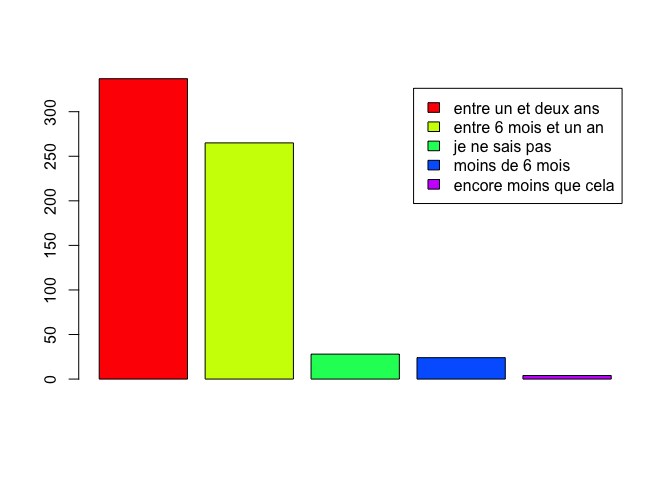 300
250
200
150
100
50
0
entre un et deux ans
entre 6 mois et un an
je ne sais pas
moins de 6 mois
encore moins que cela